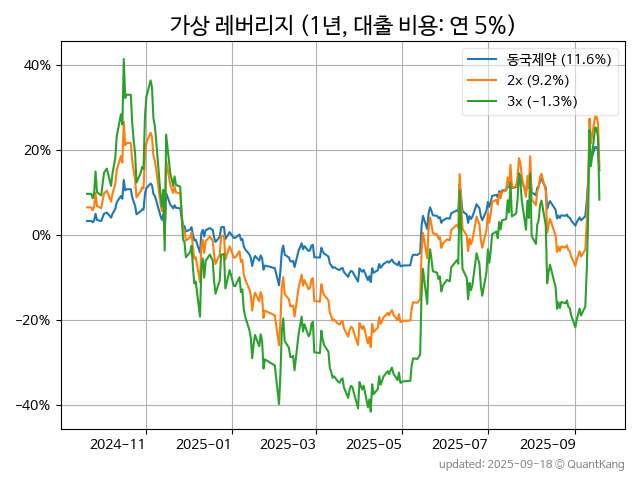 가상 레버리지 (1년, 대출 비용: 연 5%)
동국제약 (11.6%)
2x (9.2%)
3x (−1.3%)
40%
20%
0%
−20%
−40%
2024-11 2025-01 2025-03 2025-05 2025-07 2025-09
updated: 2025-09-18 © QuantKang